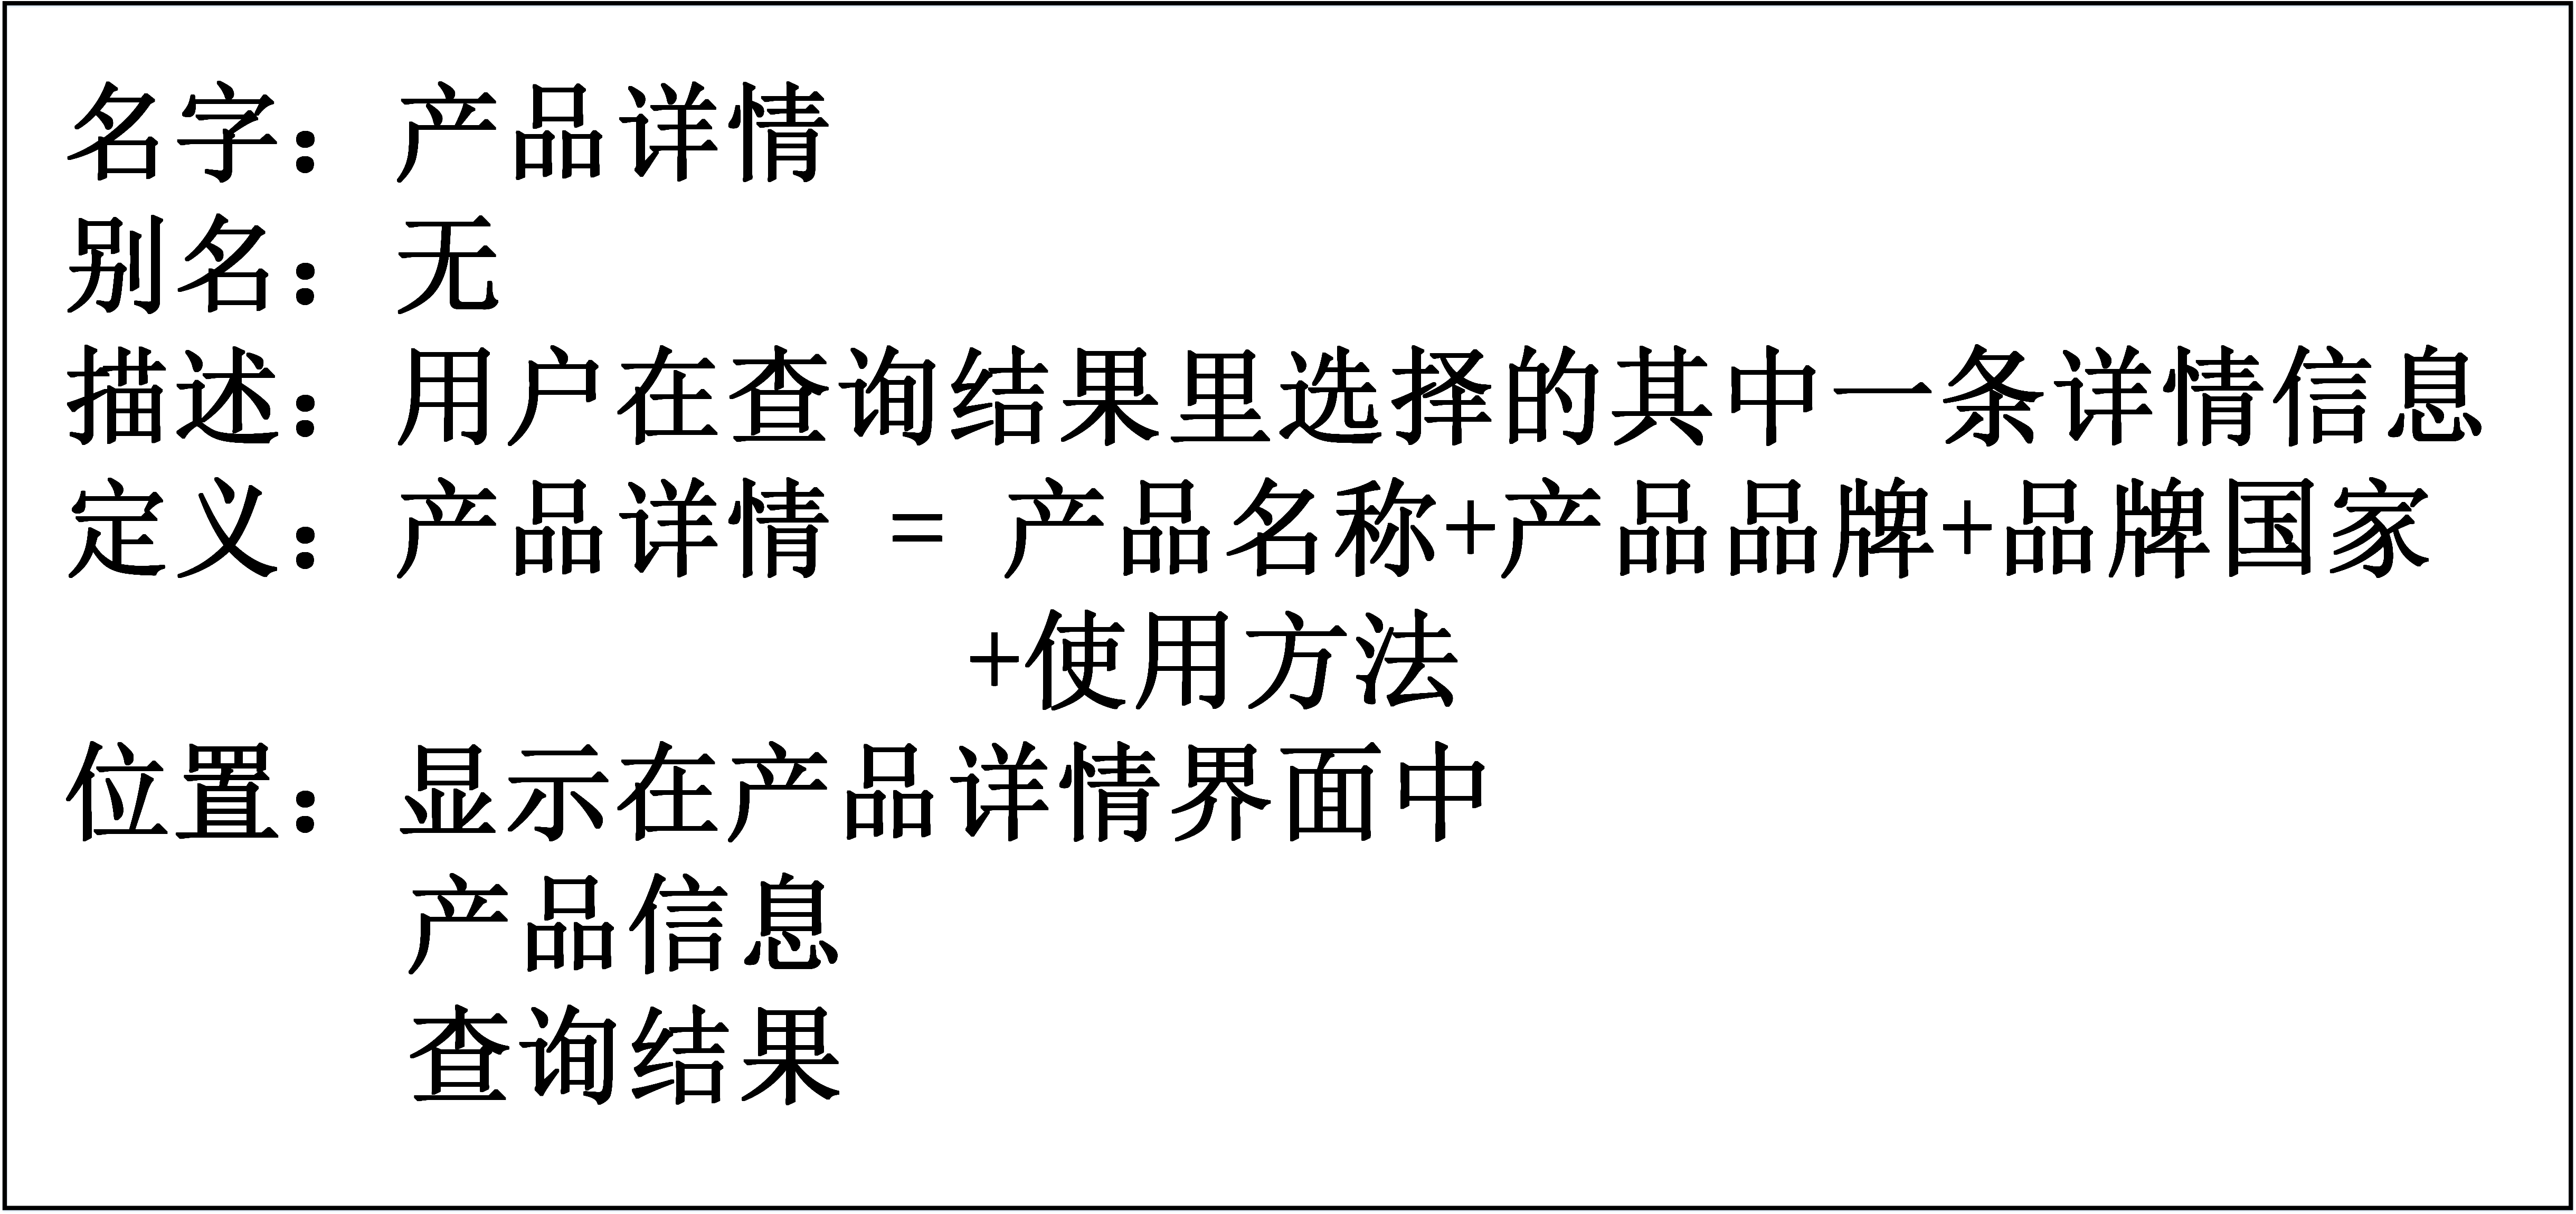 名字：产品详情
别名：无
描述：用户在查询结果里选择的其中一条详情信息
定义：产品详情 = 产品名称+产品品牌+品牌国家
+使用方法
位置：显示在产品详情界面中
产品信息
查询结果